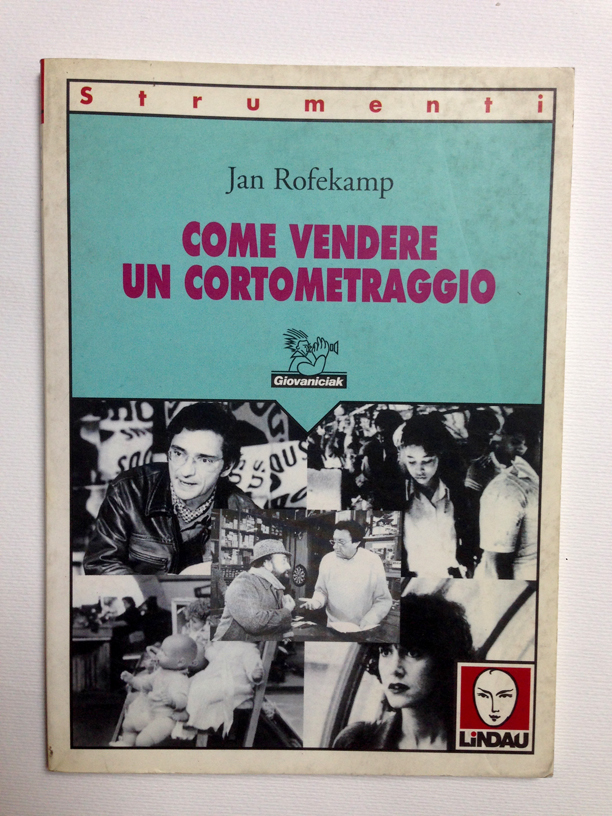 Strumenti
Jan Rofekamp
COME VENDERE
UN CORTOMETRAGGIO
Giovaniciak
LiNDAU